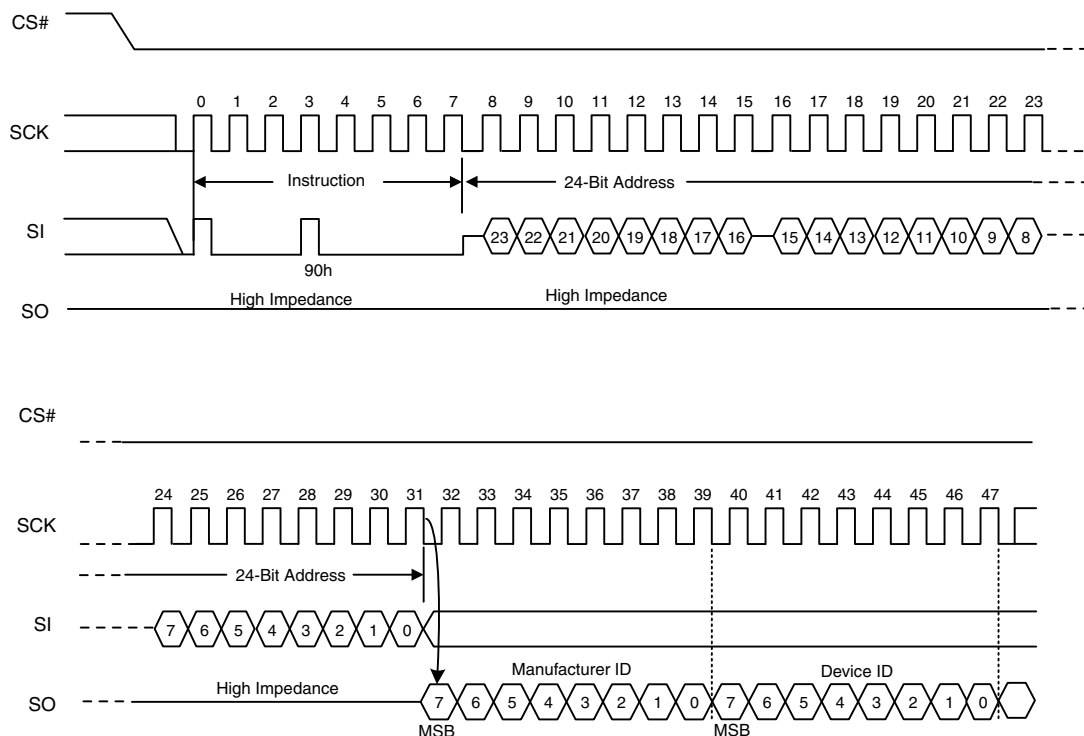 CS#
0 1 2 3 4 5 6 7 8 9 10 11 12 13 14 15 16 17 18 19 20 21 22 23
SCK
Instruction 24-Bit Address
SI 23 22 21 20 19 18 17 16 15 14 13 12 11 10 9 8
90h
High Impedance High Impedance
SO
CS#
24 25 26 27 28 29 30 31 32 33 34 35 36 37 38 39 40 41 42 43 44 45 46 47
SCK
24-Bit Address
SI 7 6 5 4 3 2 1 0
High Impedance Manufacturer ID Device ID
SO 7 6 5 4 3 2 1 0 7 6 5 4 3 2 1 0
MSB MSB